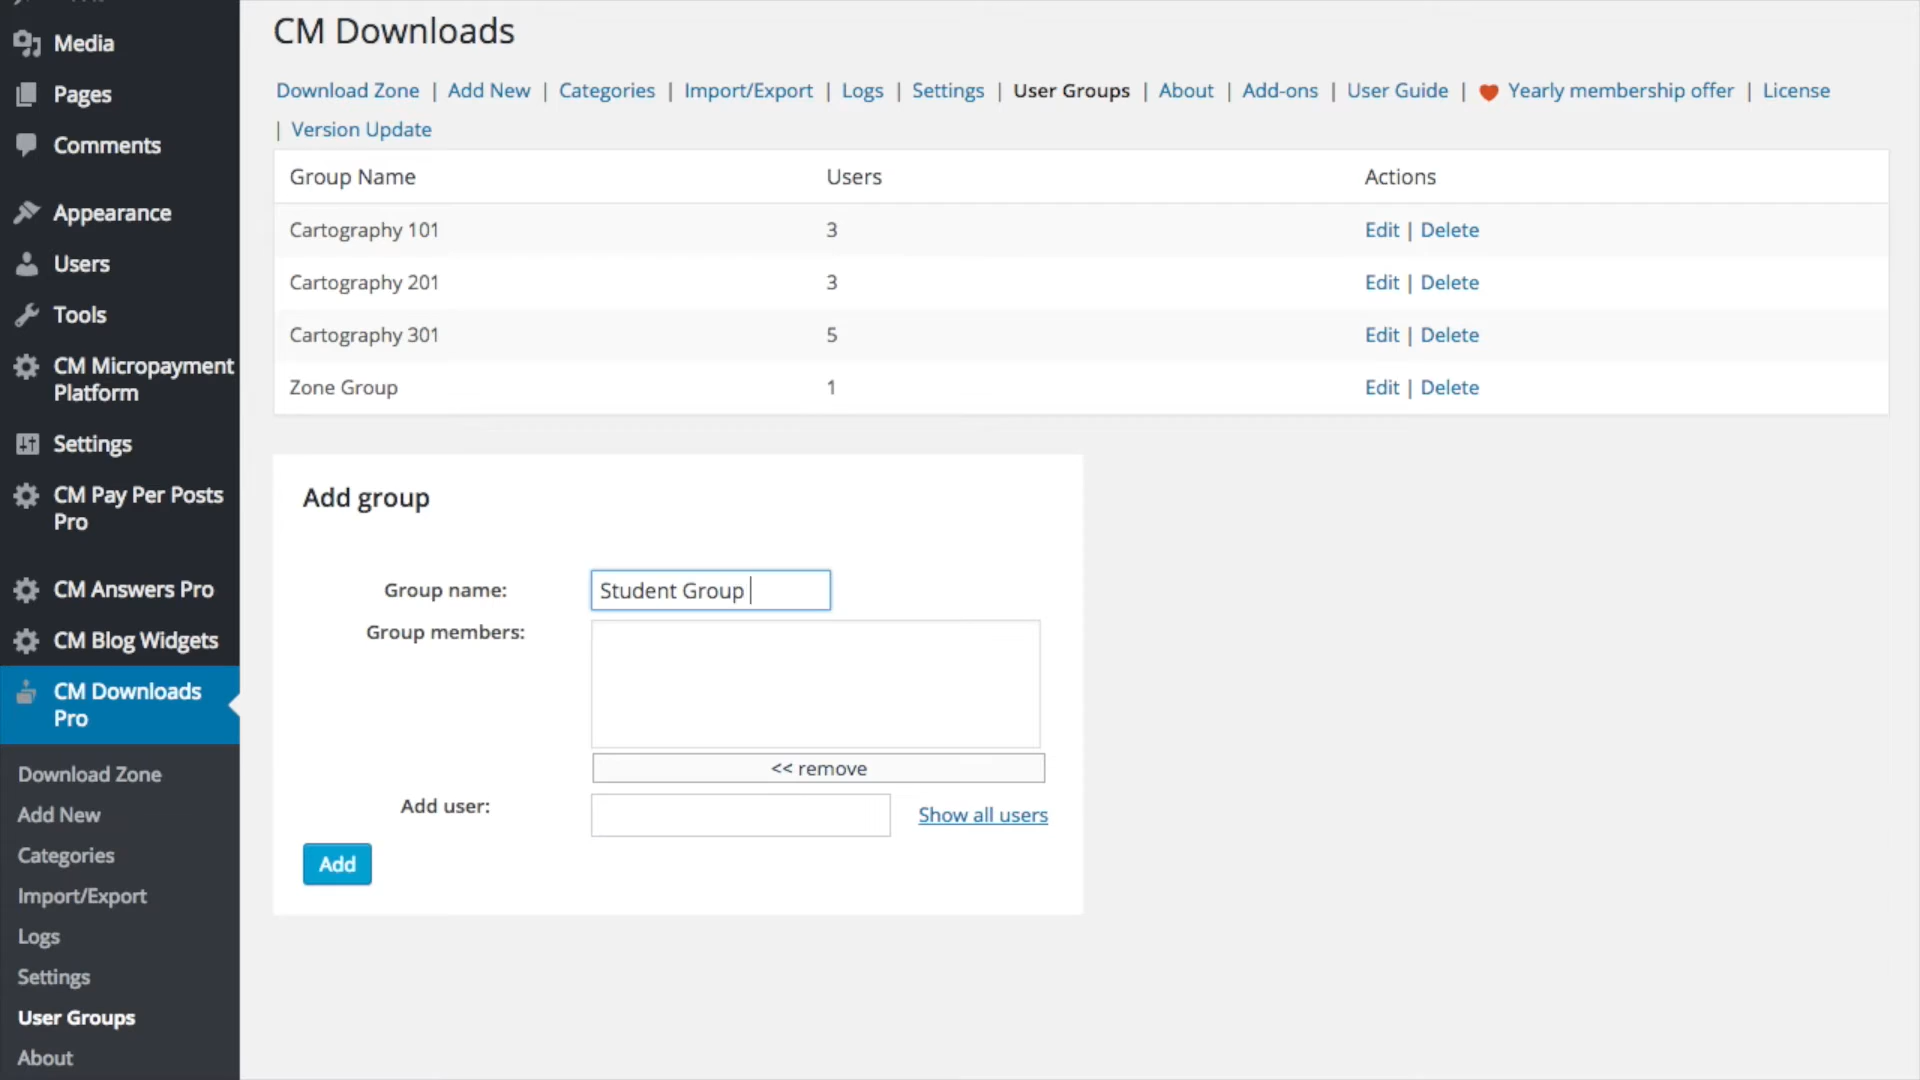 Media
Pages
Comments
Appearance
Users
Tools
CM Micropayment
Platform
Settings
CM Pay Per Posts
Pro
CM Answers Pro
CM Blog Widgets
CM Downloads
Pro
Download Zone
Add New
Categories
Import/Export
Logs
Settings
User Groups
About
CM Downloads
Download Zone | Add New | Categories | Import/Export | Logs | Settings | User Groups | About | Add-ons | User Guide | Yearly membership offer | License
| Version Update
Group Name Users Actions
Cartography 101 3 Edit | Delete
Cartography 201 3 Edit | Delete
Cartography 301 5 Edit | Delete
Zone Group 1 Edit | Delete
Add group
Group name: Student Group
Group members:
<< remove
Add user: Show all users
Add